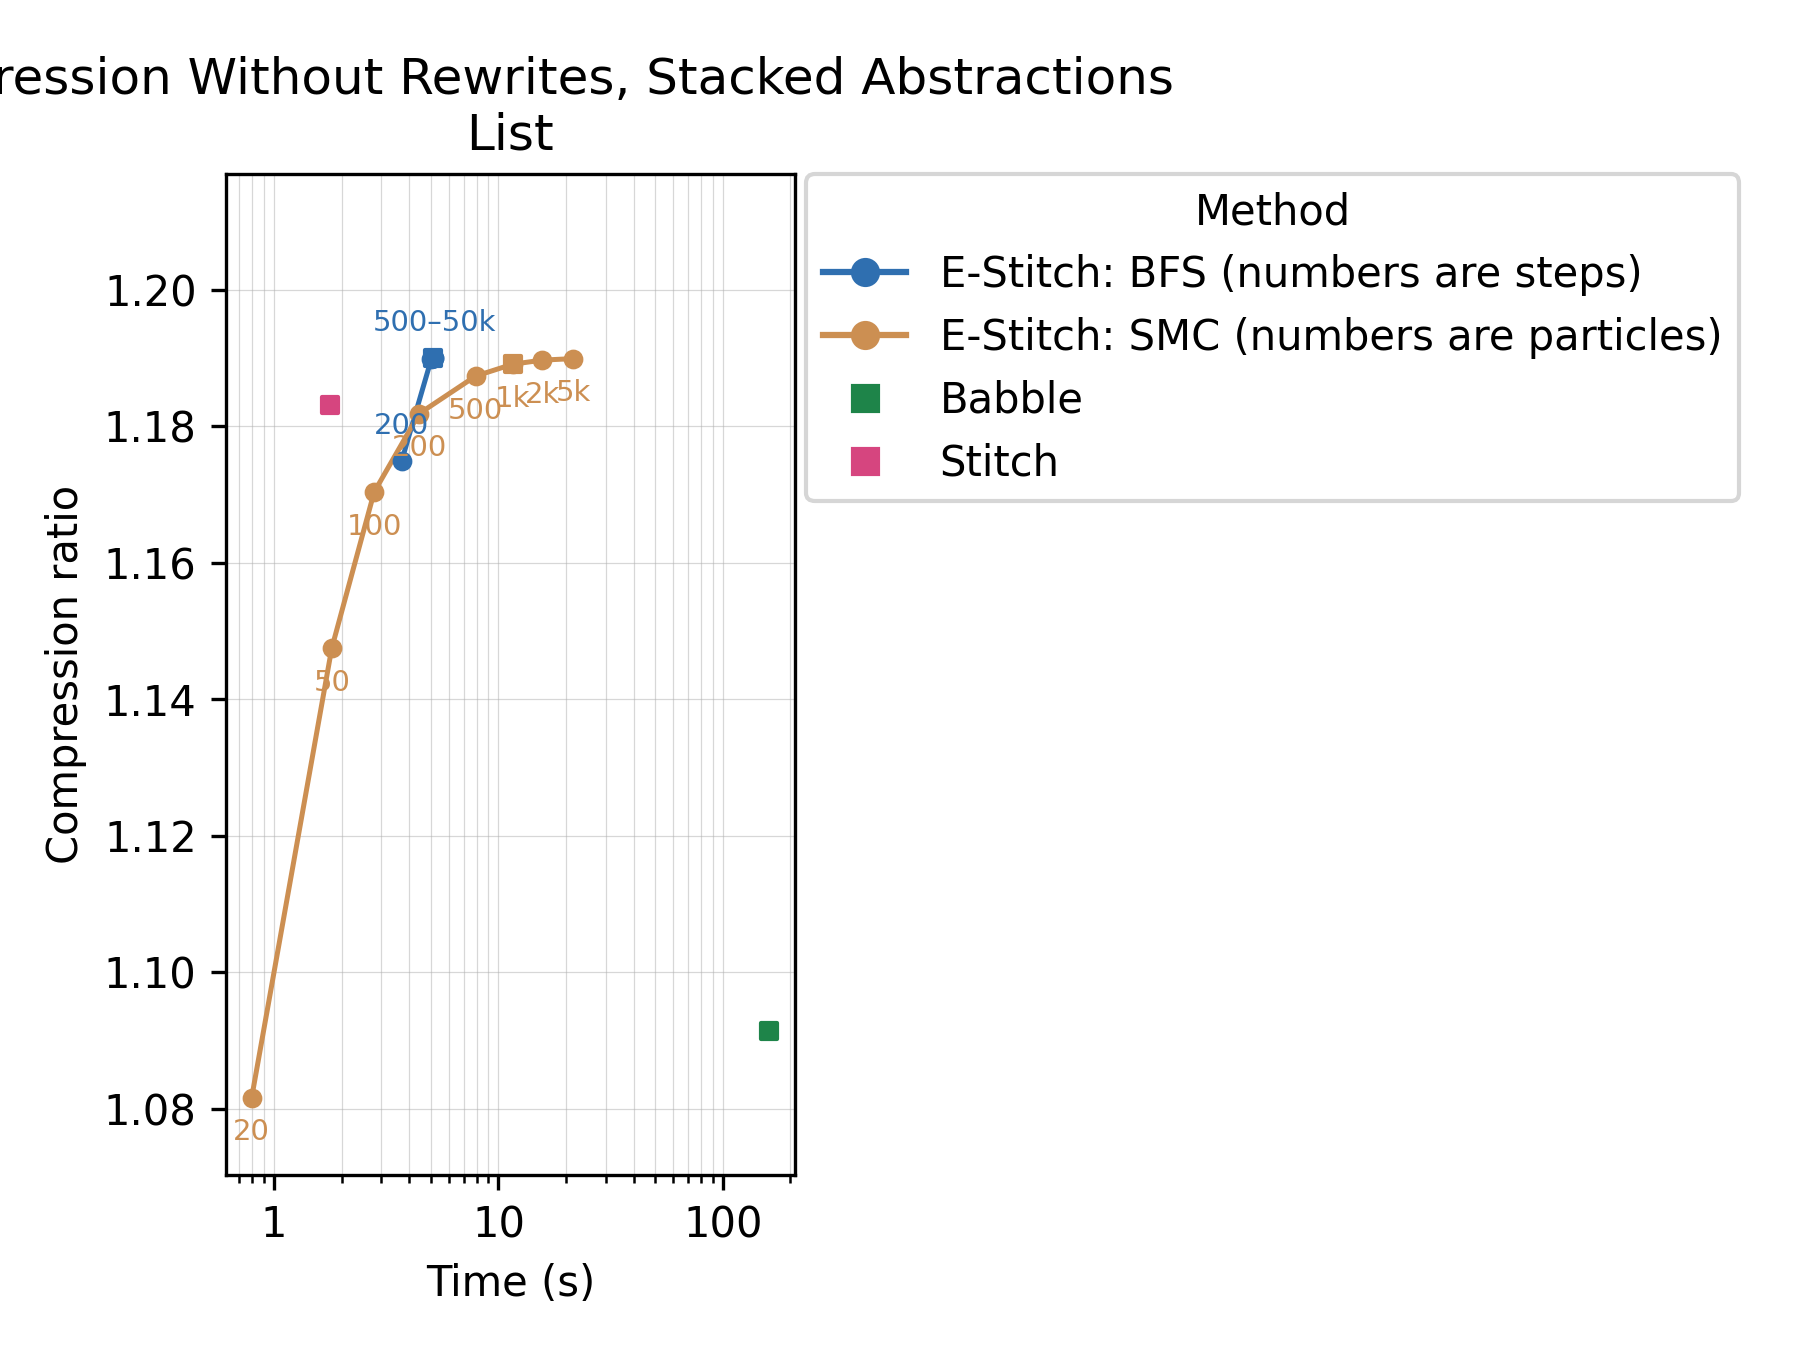 ression Without Rewrites, Stacked Abstractions
List
Method
E-Stitch: BFS (numbers are steps)
E-Stitch: SMC (numbers are particles)
Babble
Stitch
Compression ratio
1.20
1.18
1.16
1.14
1.12
1.10
1.08
500–50k
200
20
50
100
200
500
1k
2k
5k
1
10
100
Time (s)